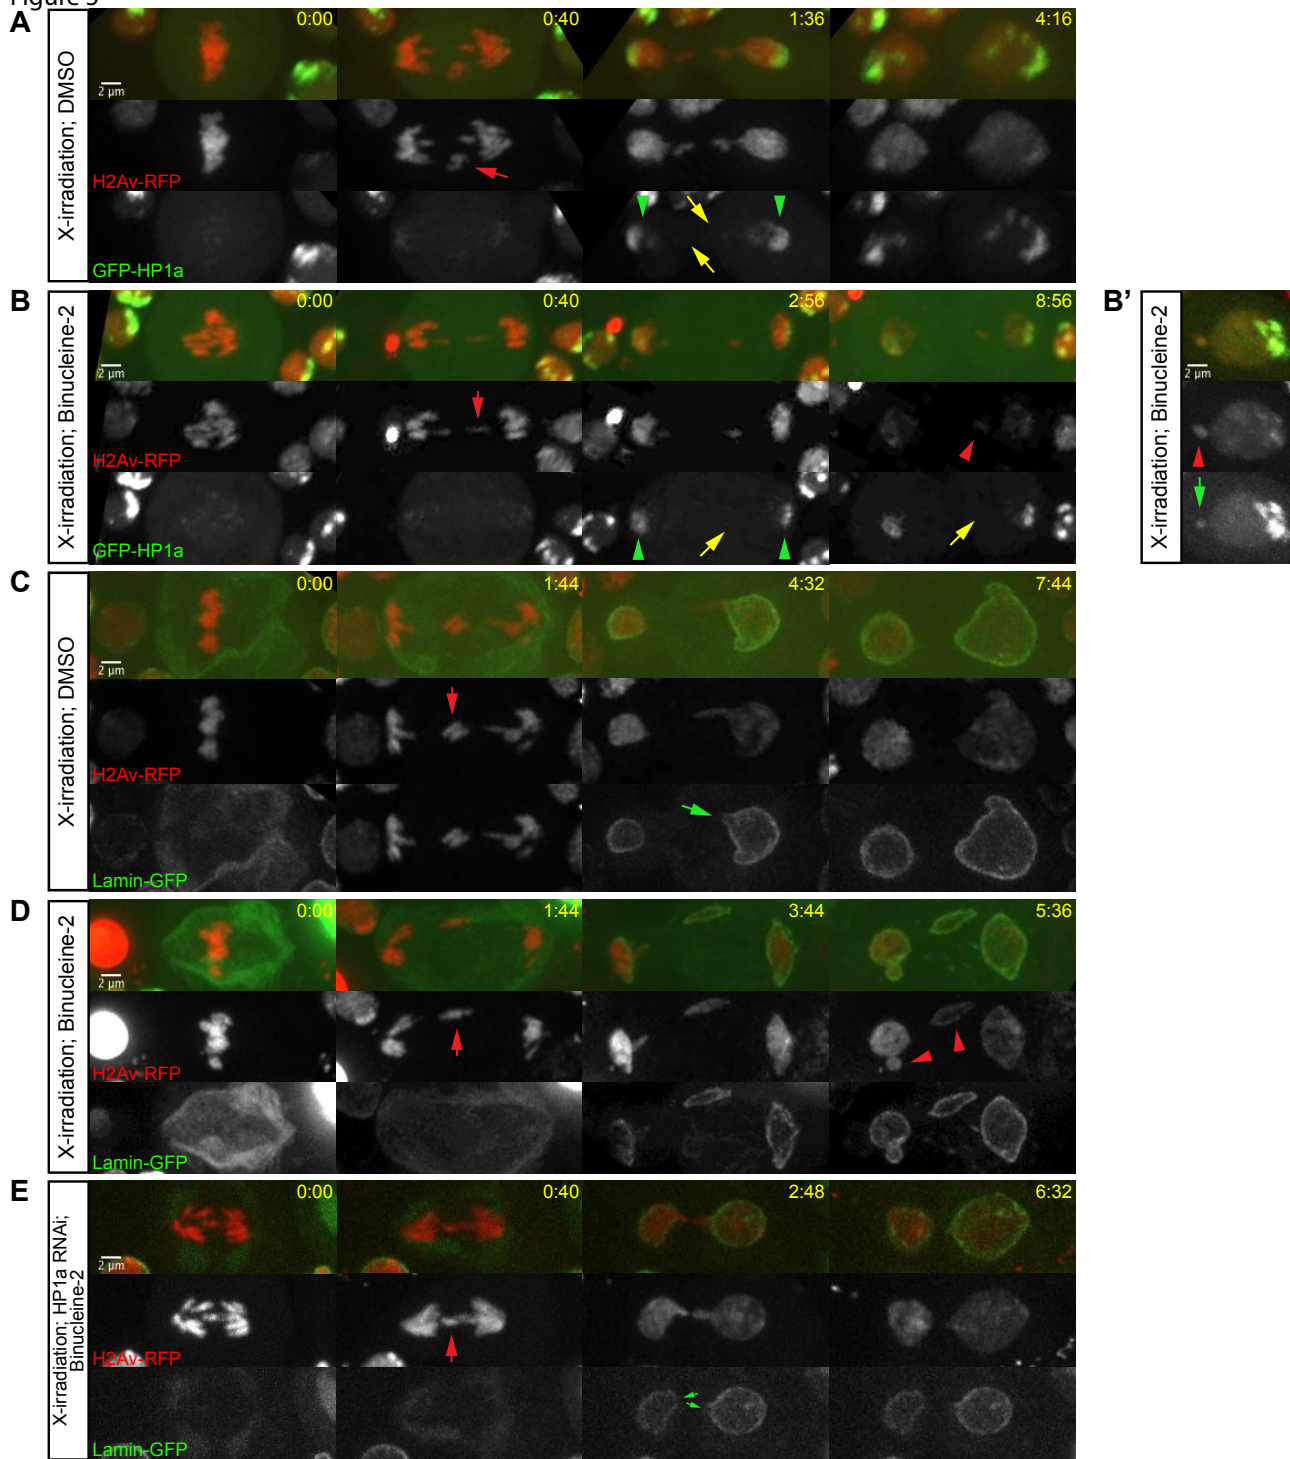 Figure 5
A
X-irradiation; DMSO
0:00
0:40
1:36
4:16
2 µm
H2Av-RFP
GFP-HP1a
B
X-irradiation; Binucleine-2
0:00
0:40
2:56
8:56
2 µm
H2Av-RFP
GFP-HP1a
B’
X-irradiation; Binucleine-2
2 µm
C
X-irradiation; DMSO
0:00
1:44
4:32
7:44
2 µm
H2Av-RFP
Lamin-GFP
D
X-irradiation; Binucleine-2
0:00
1:44
3:44
5:36
2 µm
H2Av-RFP
Lamin-GFP
E
X-irradiation; HP1a RNAi;
Binucleine-2
0:00
0:40
2:48
6:32
2 µm
H2Av-RFP
Lamin-GFP